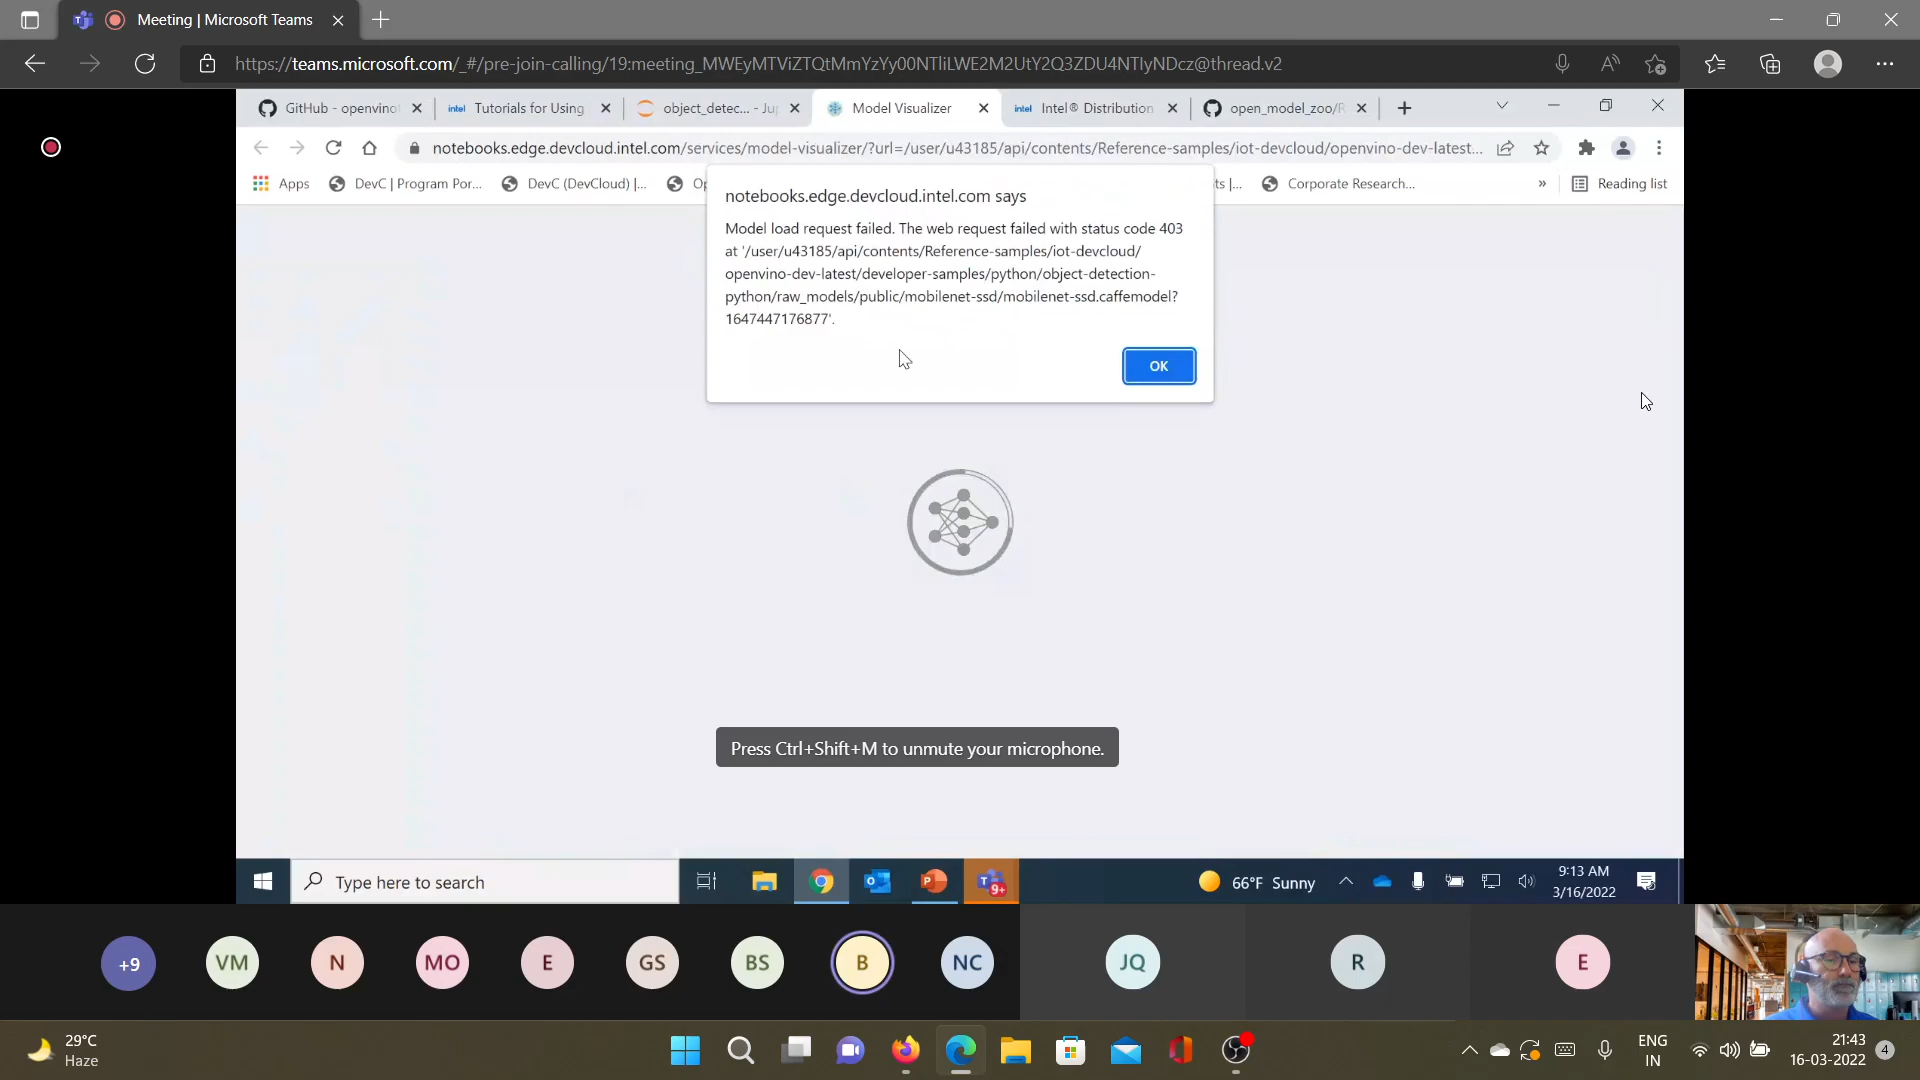 Meeting | Microsoft Teams
https://teams.microsoft.com/_#/pre-join-calling/19:meeting_MWEyMTViZTQtMmYzYy00NTliLWE2M2UtY2Q3ZDU4NTIyNDcz@thread.v2
GitHub - openvino
intel Tutorials for Using
object_detec... - Ju
Model Visualizer
intel Intel® Distribution
open_model_zoo/R
notebooks.edge.devcloud.intel.com/services/model-visualizer/?url=/user/u43185/api/contents/Reference-samples/iot-devcloud/openvino-dev-latest...
Apps
DevC | Program Por...
DevC (DevCloud) |...
Op
ts |...
Corporate Research...
»
Reading list
notebooks.edge.devcloud.intel.com says
Model load request failed. The web request failed with status code 403
at '/user/u43185/api/contents/Reference-samples/iot-devcloud/
openvino-dev-latest/developer-samples/python/object-detection-
python/raw_models/public/mobilenet-ssd/mobilenet-ssd.caffemodel?
1647447176877'.
OK
Press Ctrl+Shift+M to unmute your microphone.
Type here to search
9+
66°F Sunny
9:13 AM
3/16/2022
+9
VM
N
MO
E
GS
BS
B
NC
JQ
R
E
29°C
Haze
ENG
IN
21:43
16-03-2022
4